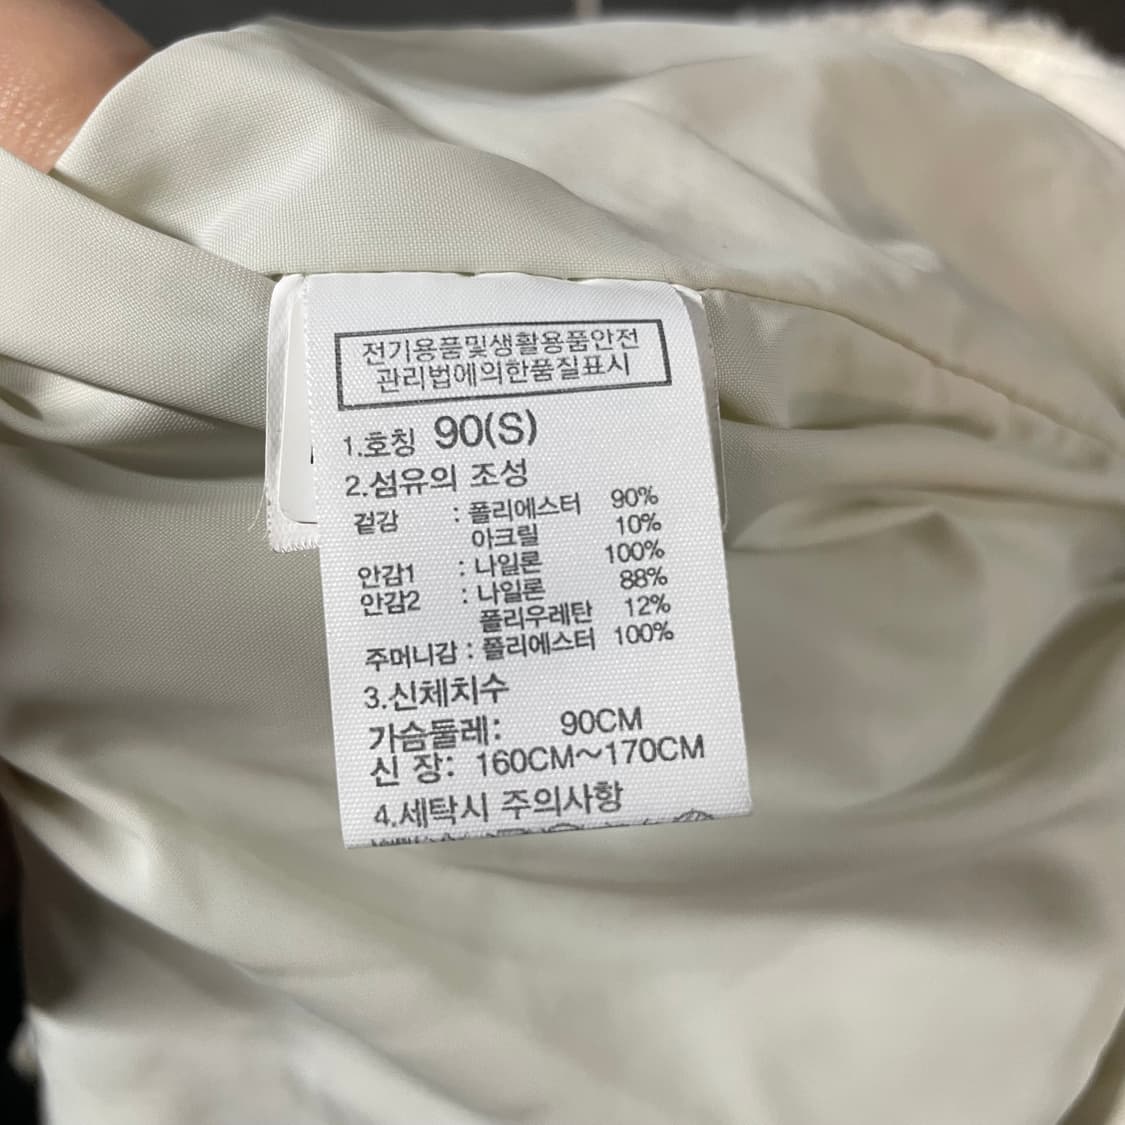 전기용품및생활용품안전
관리법에의한품질표시
1.호칭 90(S)
2.섬유의 조성
겉감 : 폴리에스터 90%
아크릴 10%
안감1 : 나일론 100%
안감2 : 나일론 88%
폴리우레탄 12%
주머니감 : 폴리에스터 100%
3.신체치수
가슴둘레: 90CM
신 장: 160CM~170CM
4.세탁시 주의사항